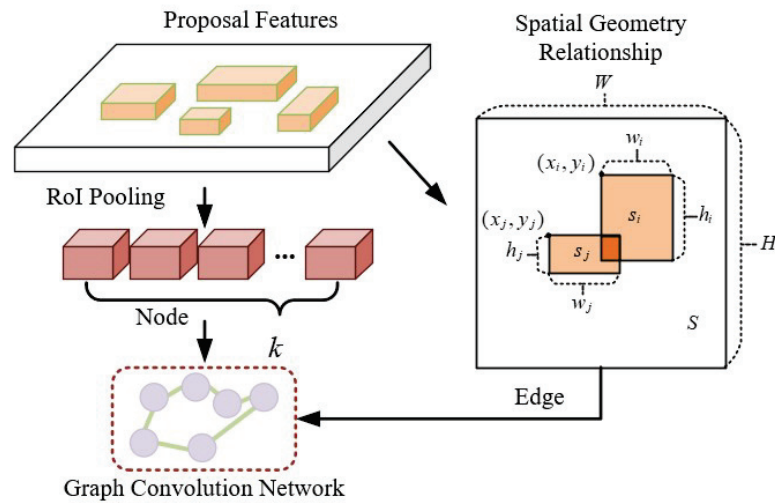 Proposal Features
Spatial Geometry
Relationship
W
w_i
(x_i, y_i)
s_i
h_i
H
(x_j, y_j)
h_j
s_j
w_j
S
RoI Pooling
...
Node
k
Edge
Graph Convolution Network